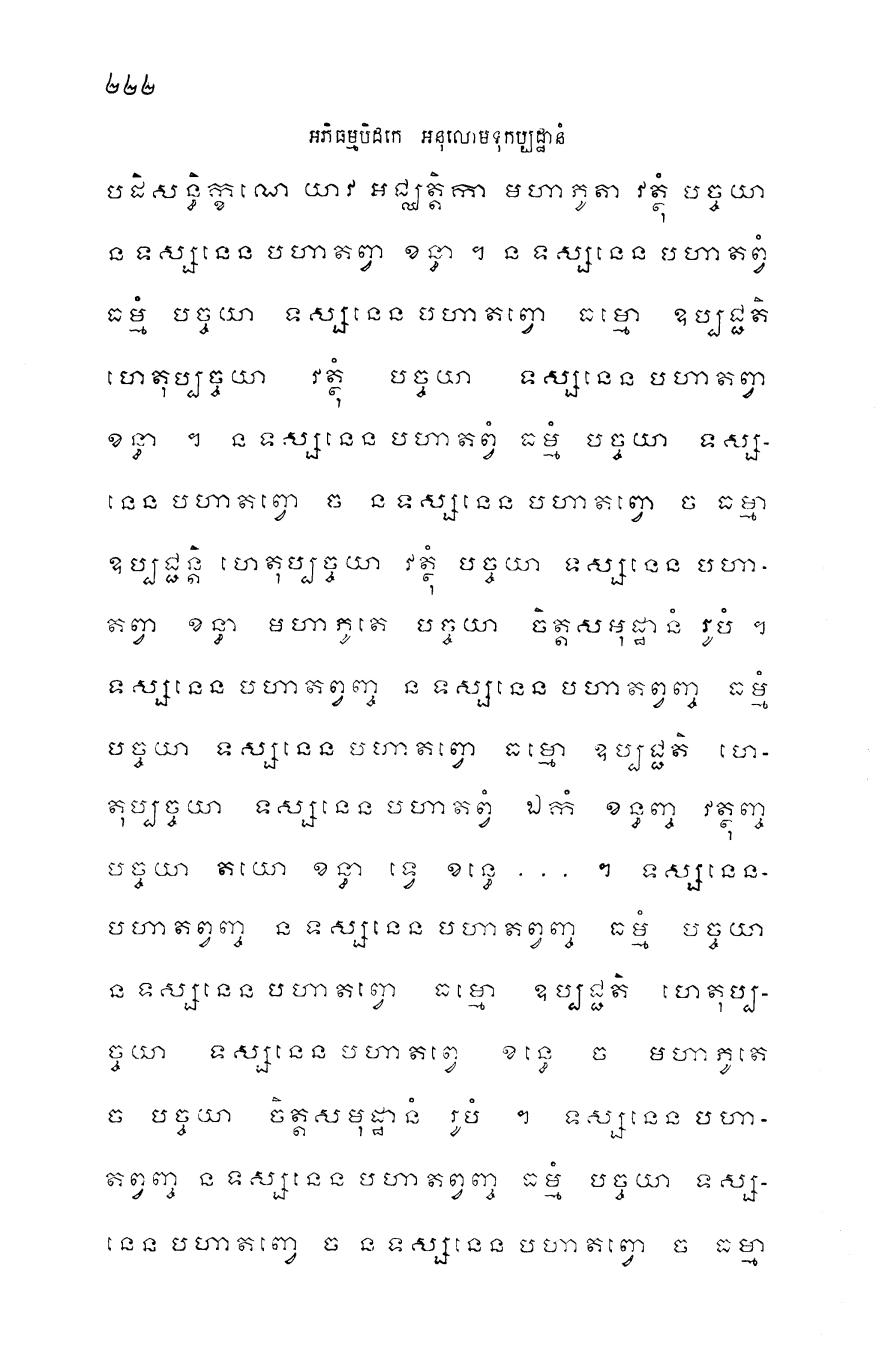 ២២២
អភិធម្មបិដកេ អនុលោមទុកប្បដ្ឋានំ
បដិសន្ធិក្ខណេ យាវ អជ្ឈត្តិកា មហាភូតា វត្ថុំ បច្ចយា
ន ទស្សនេន បហាតព្វា ខន្ធា ។ ន ទស្សនេន បហាតព្វំ
ធម្មំ បច្ចយា ទស្សនេន បហាតព្វោ ធម្មោ ឧប្បជ្ជតិ
ហេតុប្បច្ចយា វត្ថុំ បច្ចយា ទស្សនេន បហាតព្វា
ខន្ធា ។ ន ទស្សនេន បហាតព្វំ ធម្មំ បច្ចយា ទស្ស-
នេន បហាតព្វោ ច ន ទស្សនេន បហាតព្វោ ច ធម្មា
ឧប្បជ្ជន្តិ ហេតុប្បច្ចយា វត្ថុំ បច្ចយា ទស្សនេន បហា-
តព្វា ខន្ធា មហាភូតេ បច្ចយា ចិត្តសមុដ្ឋានំ រូបំ ។
ទស្សនេន បហាតព្វញ្ច ន ទស្សនេន បហាតព្វញ្ច ធម្មំ
បច្ចយា ទស្សនេន បហាតព្វោ ធម្មោ ឧប្បជ្ជតិ ហេ-
តុប្បច្ចយា ទស្សនេន បហាតព្វំ ឯកំ ខន្ធញ្ច វត្ថុញ្ច
បច្ចយា តយោ ខន្ធា ទ្វេ ខន្ធេ ... ។ ទស្សនេន-
បហាតព្វញ្ច ន ទស្សនេន បហាតព្វញ្ច ធម្មំ បច្ចយា
ន ទស្សនេន បហាតព្វោ ធម្មោ ឧប្បជ្ជតិ ហេតុប្ប-
ច្ចយា ទស្សនេន បហាតព្វេ ខន្ធេ ច មហាភូតេ
ច បច្ចយា ចិត្តសមុដ្ឋានំ រូបំ ។ ទស្សនេន បហា-
តព្វញ្ច ន ទស្សនេន បហាតព្វញ្ច ធម្មំ បច្ចយា ទស្ស-
នេន បហាតព្វោ ច ន ទស្សនេន បហាតព្វោ ច ធម្មា